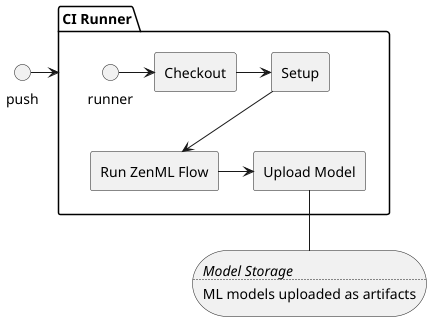 CI Runner
push
runner
Checkout
Setup
Run ZenML Flow
Upload Model
Model Storage
ML models uploaded as artifacts